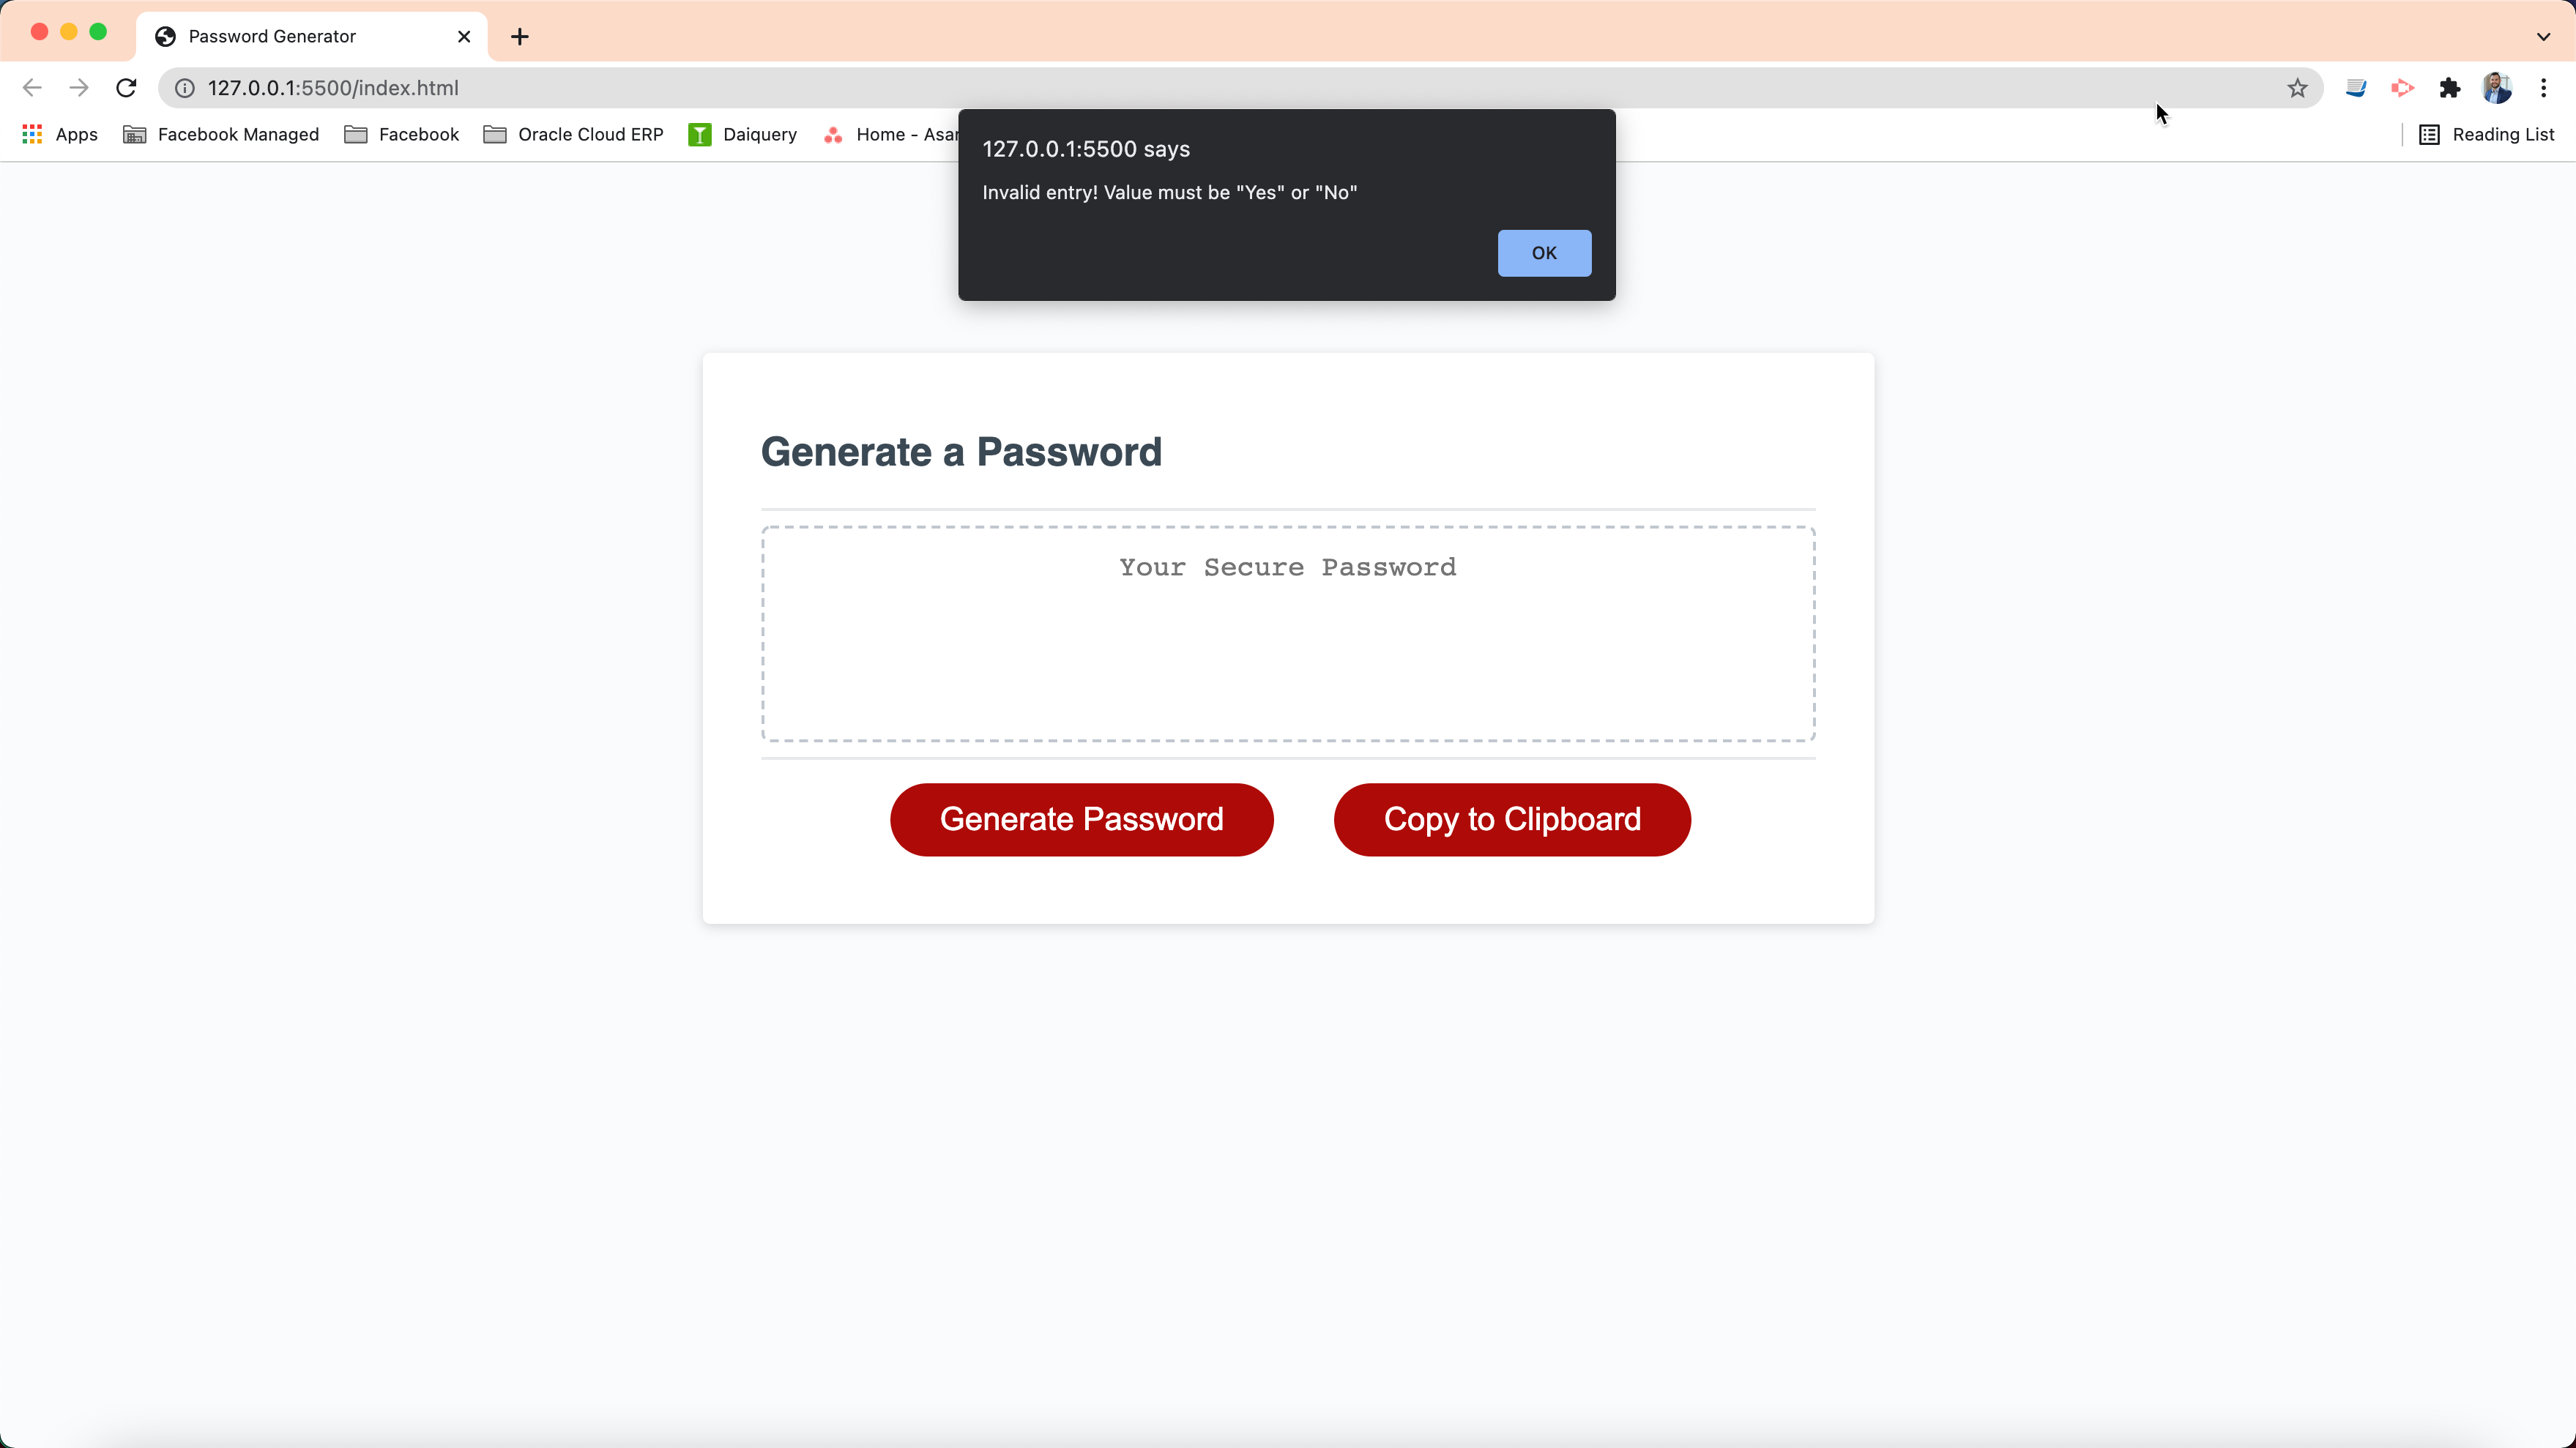 Password Generator
127.0.0.1:5500/index.html
Apps Facebook Managed Facebook Oracle Cloud ERP Daiquery Home - Asan Reading List
127.0.0.1:5500 says
Invalid entry! Value must be "Yes" or "No"
OK
Generate a Password
Your Secure Password
Generate Password Copy to Clipboard